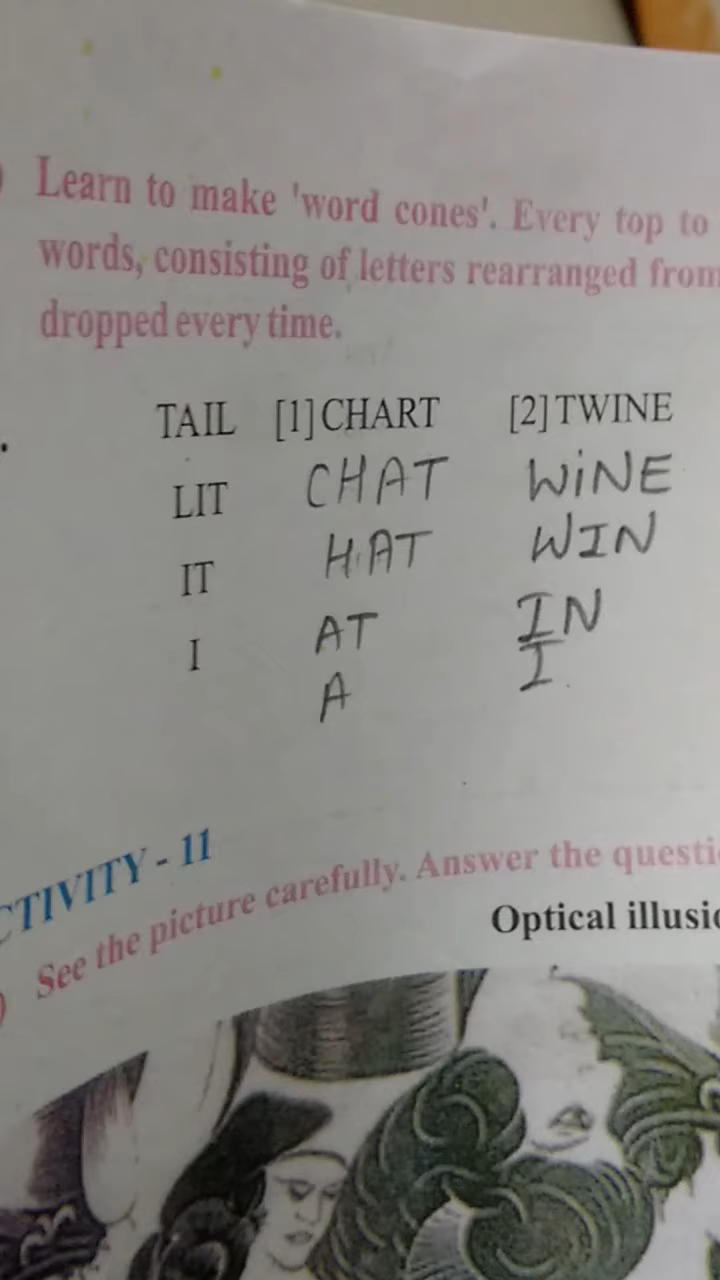 Learn to make 'word cones'. Every top to
words, consisting of letters rearranged from
dropped every time.
TAIL [1]CHART [2]TWINE
LIT CHAT WiNE
IT HAT WIN
I AT IN
A I
CTIVITY - 11
See the picture carefully. Answer the questi
Optical illusic